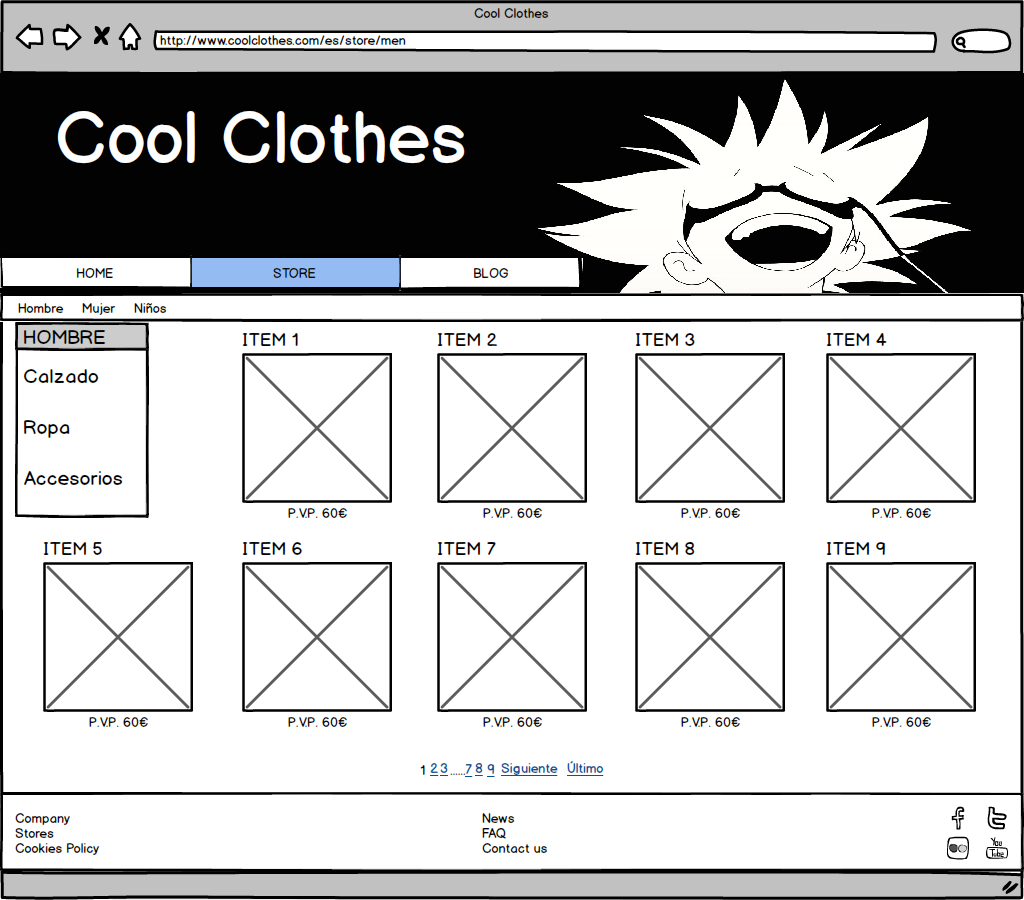 Cool Clothes
http://www.coolclothes.com/es/store/men
Cool Clothes
HOME STORE BLOG
Hombre Mujer Niños
HOMBRE
Calzado
Ropa
Accesorios
ITEM 1 ITEM 2 ITEM 3 ITEM 4
P.V.P. 60€ P.V.P. 60€ P.V.P. 60€ P.V.P. 60€
ITEM 5 ITEM 6 ITEM 7 ITEM 8 ITEM 9
P.V.P. 60€ P.V.P. 60€ P.V.P. 60€ P.V.P. 60€ P.V.P. 60€
1 2 3 ......7 8 9 Siguiente Último
Company
Stores
Cookies Policy
News
FAQ
Contact us
You
Tube